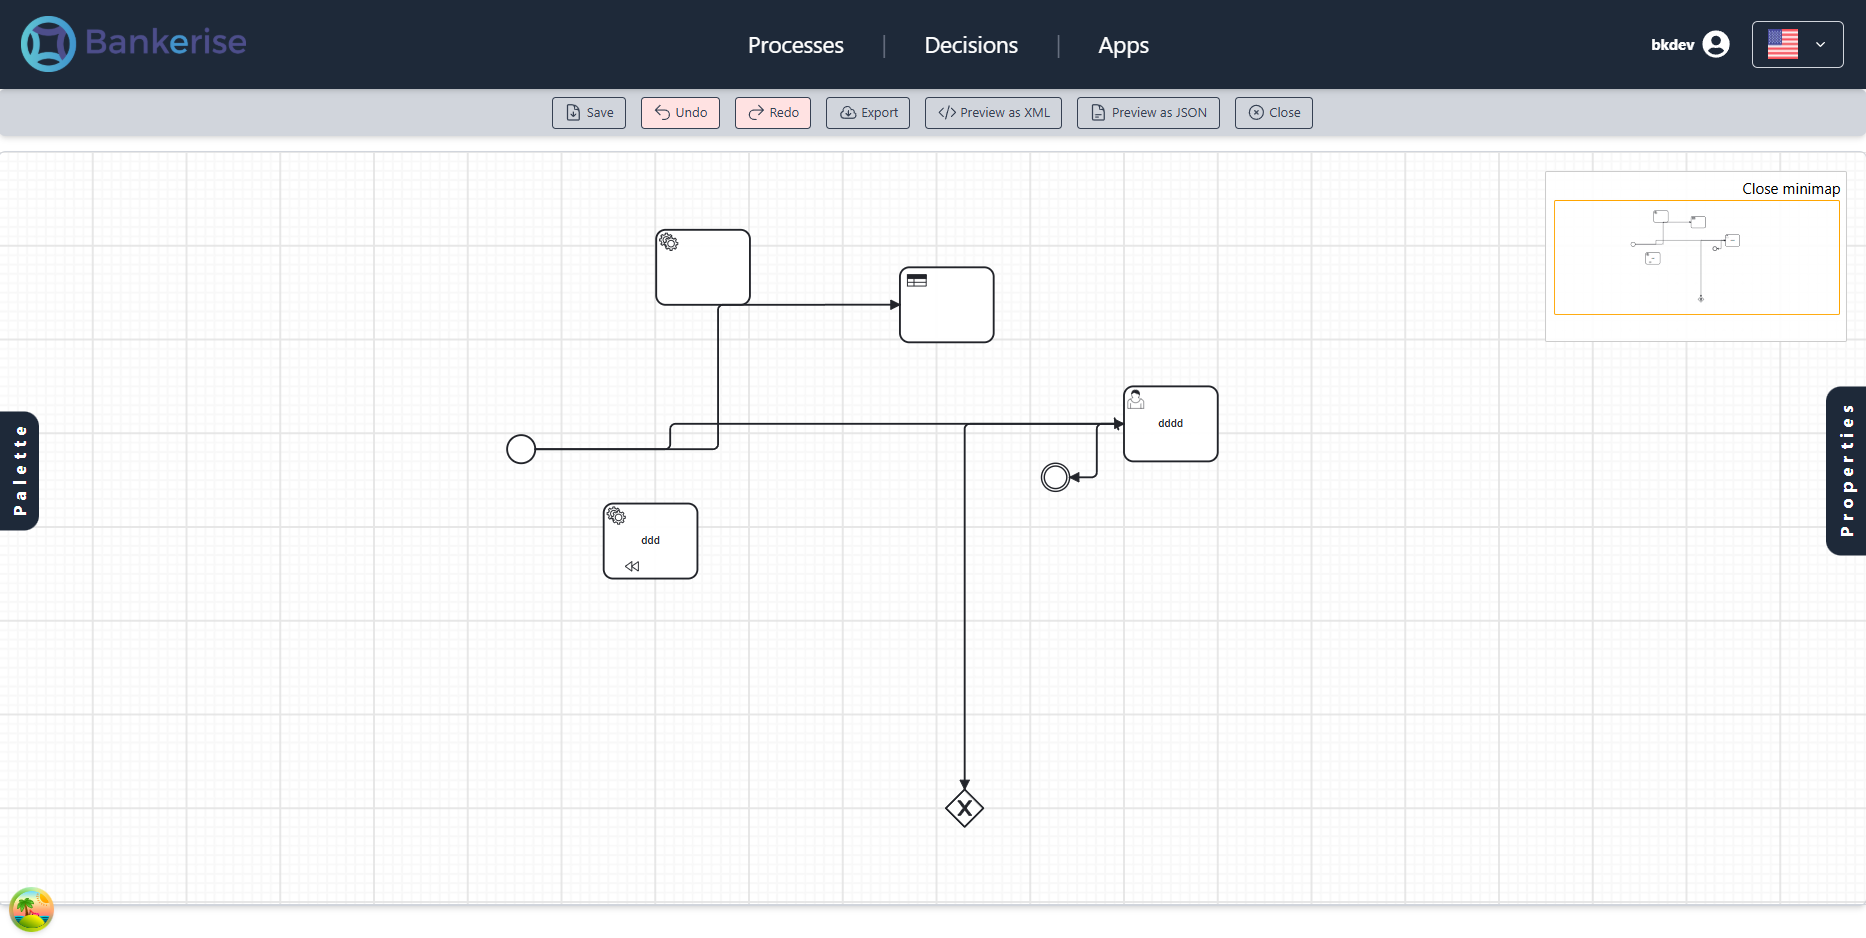 Bankerise
Processes | Decisions | Apps
bkdev
Save
Undo
Redo
Export
</> Preview as XML
Preview as JSON
Close
Close minimap
dddd
ddd
Palette
Properties
X